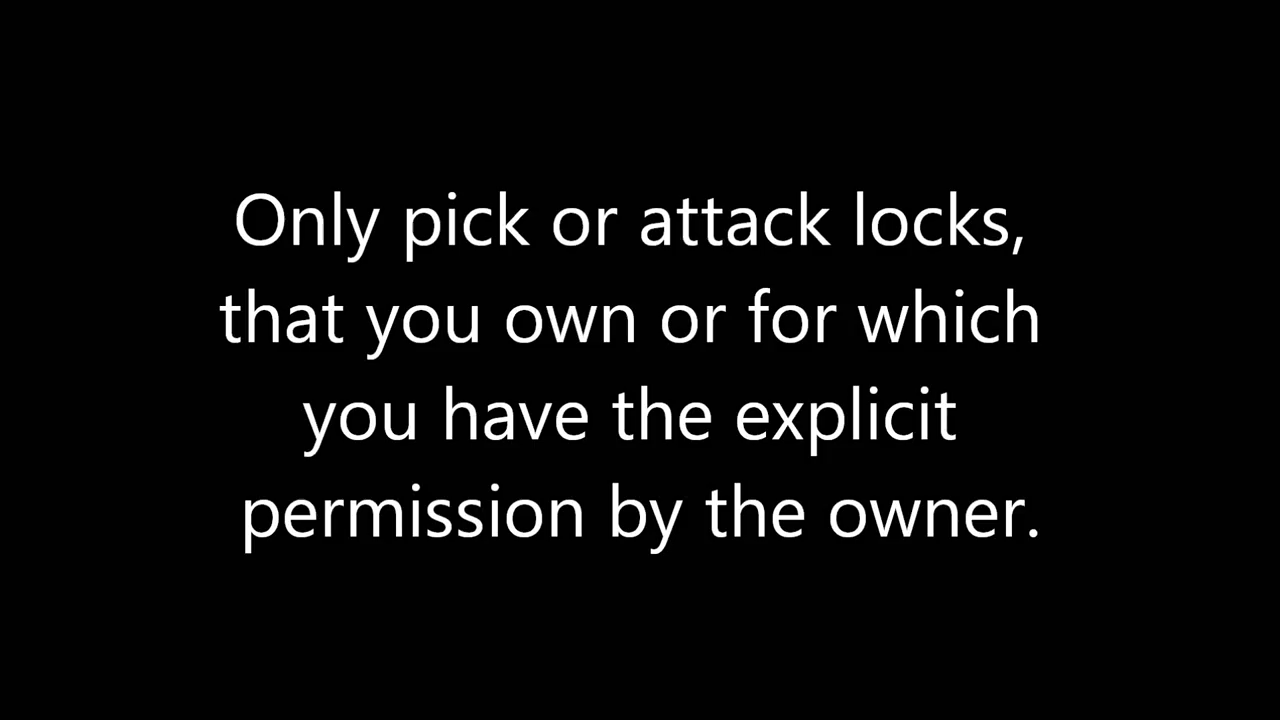 Only pick or attack locks,
that you own or for which
you have the explicit
permission by the owner.